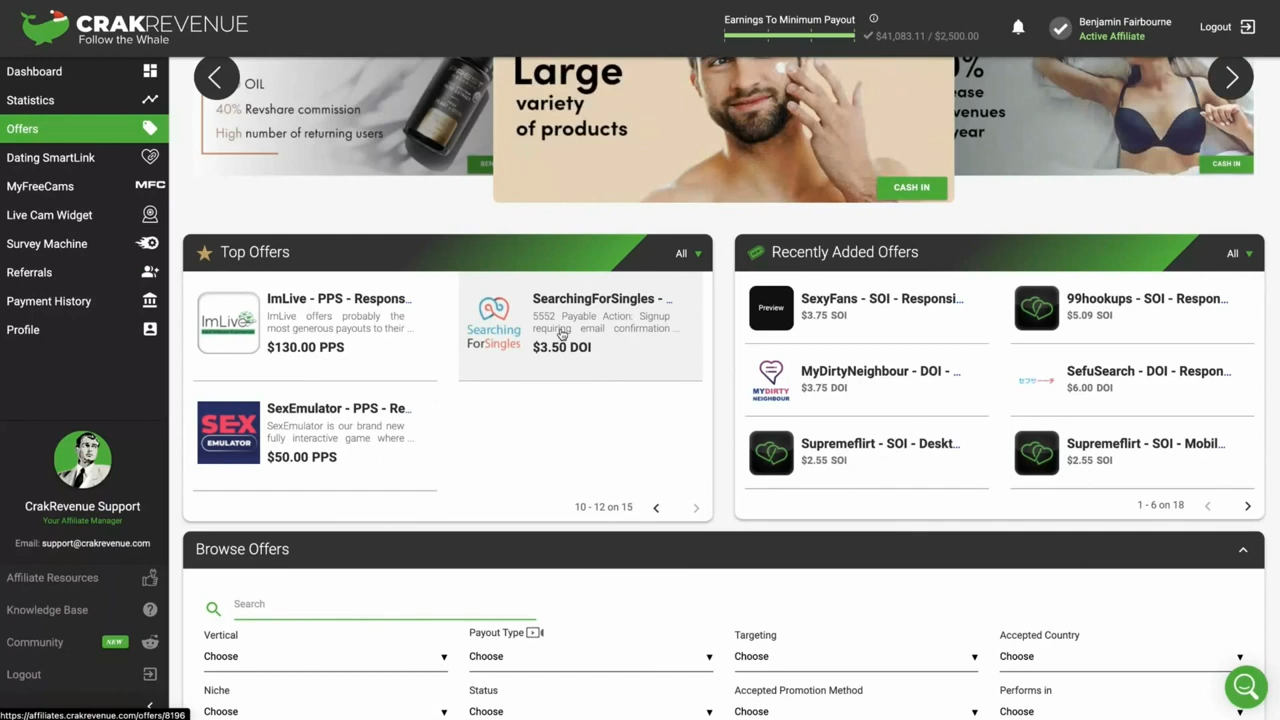 CRAKREVENUE
Follow the Whale
Earnings To Minimum Payout
$41,083.11 / $2,500.00
Benjamin Fairbourne
Active Affiliate
Logout
Dashboard
Statistics
Offers
Dating SmartLink
MyFreeCams
MFC
Live Cam Widget
Survey Machine
Referrals
Payment History
Profile
CrakRevenue Support
Your Affiliate Manager
Email: support@crakrevenue.com
Affiliate Resources
Knowledge Base
Community
NEW
Logout
https://affiliates.crakrevenue.com/offers/8196
OIL
40% Revshare commission
High number of returning users
Large
variety
of products
CASH IN
%
ease
venues
year
CASH IN
Top Offers
All
ImLive - PPS - Respons...
ImLive offers probably the
most generous payouts to their ...
$130.00 PPS
ImLive
SearchingForSingles - ...
5552 Payable Action: Signup
requiring email confirmation ...
$3.50 DOI
Searching
ForSingles
SexEmulator - PPS - Re...
SexEmulator is our brand new
fully interactive game where ...
$50.00 PPS
SEX
EMULATOR
10 - 12 on 15
Recently Added Offers
All
Preview
SexyFans - SOI - Responsi...
$3.75 SOI
99hookups - SOI - Respon...
$5.09 SOI
MYDIRTY
NEIGHBOUR
MyDirtyNeighbour - DOI - ...
$3.75 DOI
セフサーチ
SefuSearch - DOI - Respon...
$6.00 DOI
Supremeflirt - SOI - Deskt...
$2.55 SOI
Supremeflirt - SOI - Mobil...
$2.55 SOI
1 - 6 on 18
Browse Offers
Search
Vertical
Choose
Payout Type
Choose
Targeting
Choose
Accepted Country
Choose
Niche
Choose
Status
Choose
Accepted Promotion Method
Choose
Performs in
Choose